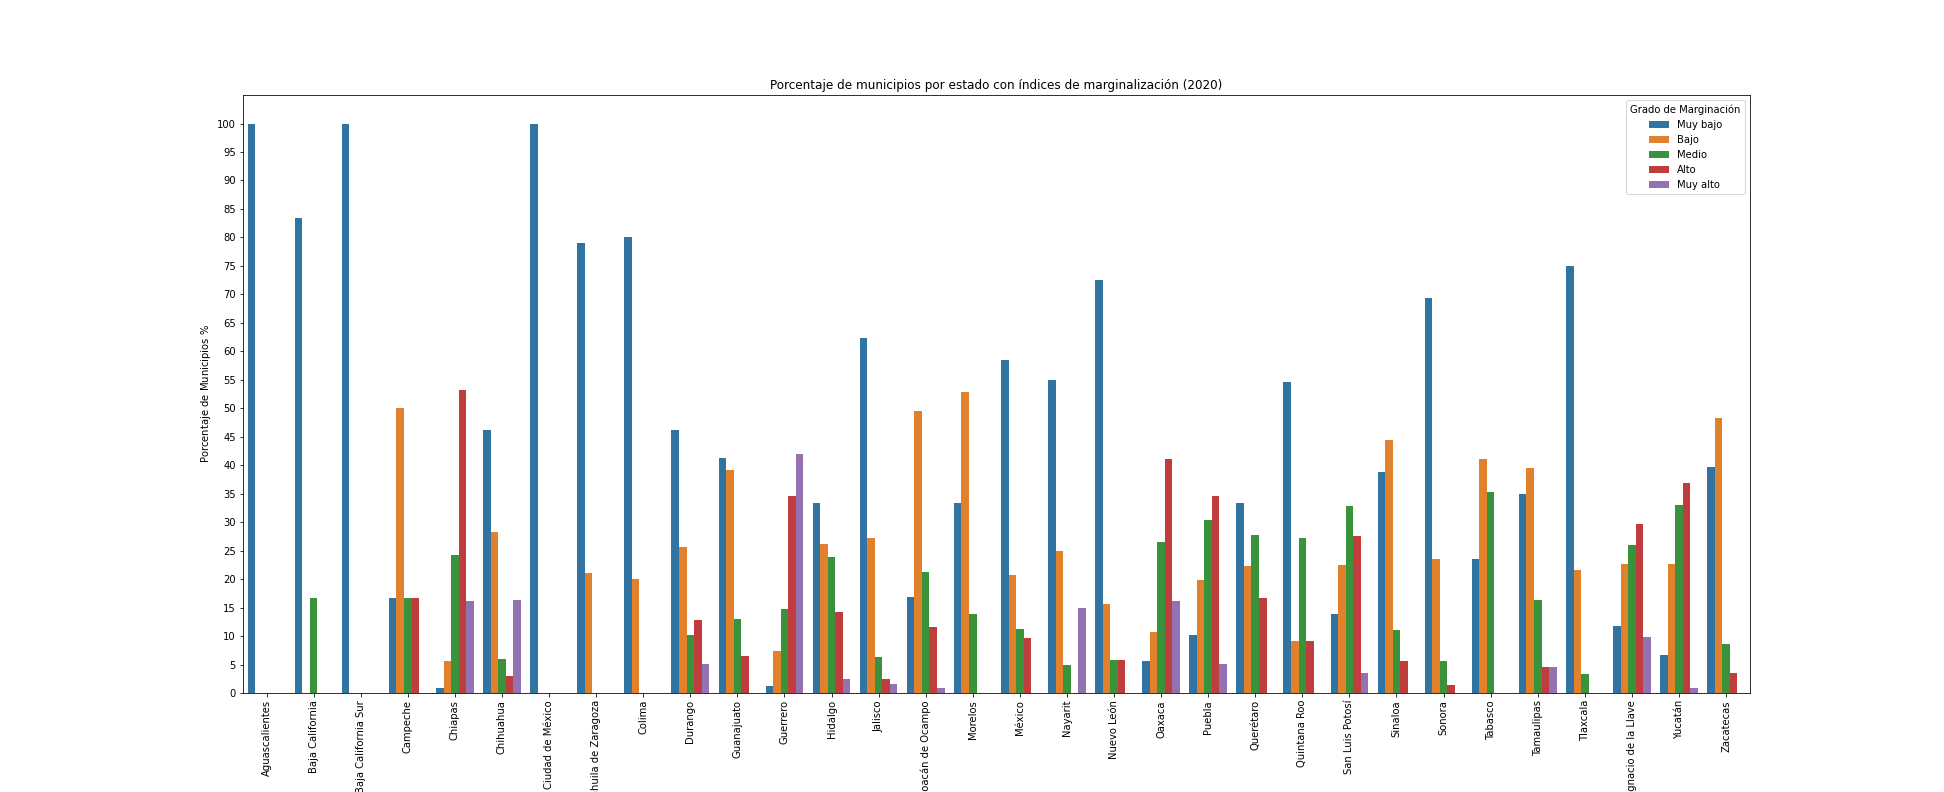 Porcentaje de municipios por estado con índices de marginalización (2020)
Grado de Marginación
Muy bajo
Bajo
Medio
Alto
Muy alto
Porcentaje de Municipios %
100
95
90
85
80
75
70
65
60
55
50
45
40
35
30
25
20
15
10
5
0
Aguascalientes
Baja California
Baja California Sur
Campeche
Chiapas
Chihuahua
Ciudad de México
huila de Zaragoza
Colima
Durango
Guanajuato
Guerrero
Hidalgo
Jalisco
oacán de Ocampo
Morelos
México
Nayarit
Nuevo León
Oaxaca
Puebla
Querétaro
Quintana Roo
San Luis Potosí
Sinaloa
Sonora
Tabasco
Tamaulipas
Tlaxcala
gnacio de la Llave
Yucatán
Zacatecas